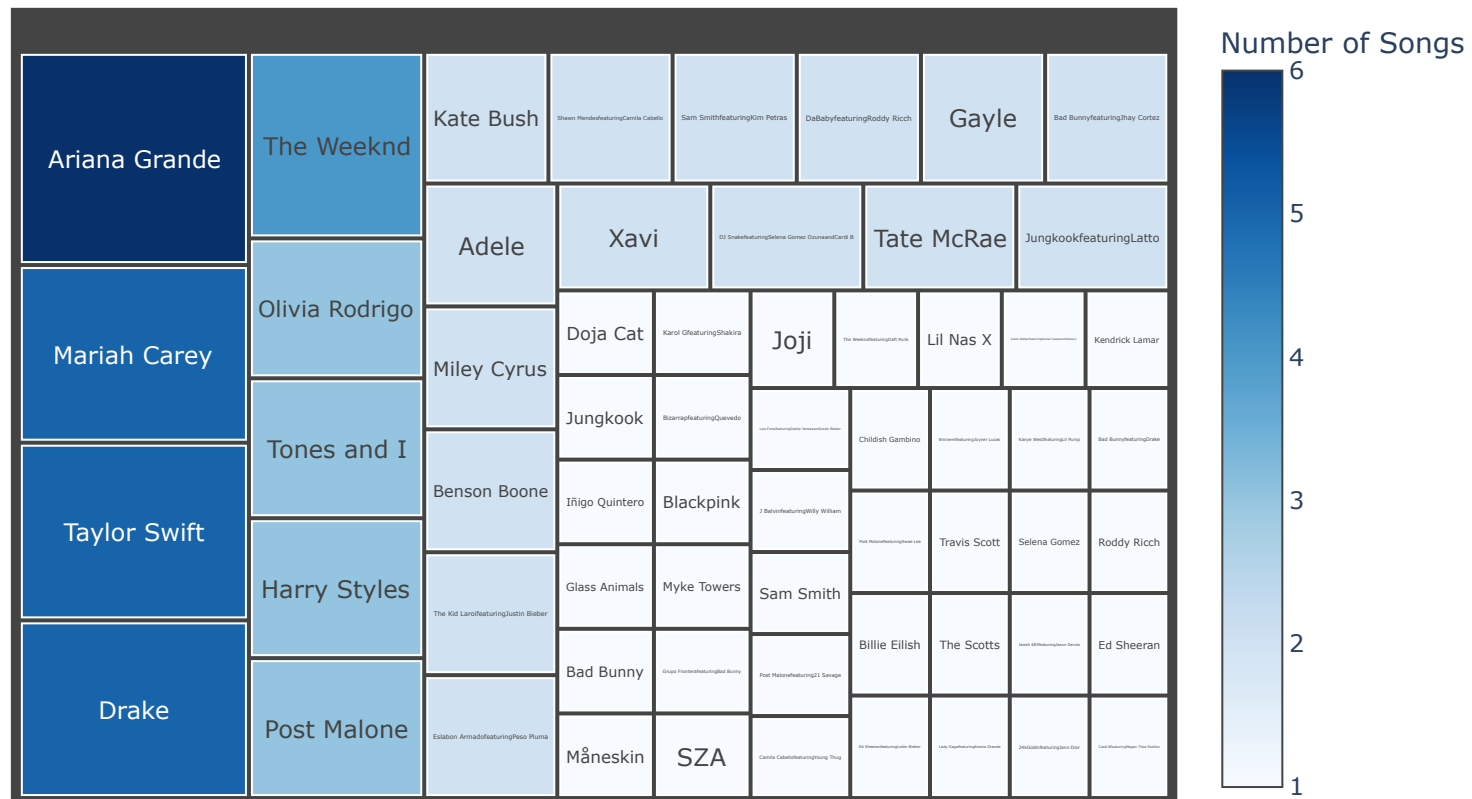 Number of Songs
6
5
4
3
2
1
Ariana Grande
Mariah Carey
Taylor Swift
Drake
The Weeknd
Olivia Rodrigo
Tones and I
Harry Styles
Post Malone
Kate Bush
Shawn MendesfeaturingCamila Cabello
Sam SmithfeaturingKim Petras
DaBabyfeaturingRoddy Ricch
Gayle
Bad BunnyfeaturingJhay Cortez
Adele
Miley Cyrus
Benson Boone
The Kid LaroifeaturingJustin Bieber
Eslabon ArmadofeaturingPeso Pluma
Xavi
DJ SnakefeaturingSelena Gomez OzunaandCardi B
Tate McRae
JungkookfeaturingLatto
Doja Cat
Jungkook
Iñigo Quintero
Glass Animals
Bad Bunny
Måneskin
Karol GfeaturingShakira
BizarrapfeaturingQuevedo
Blackpink
Myke Towers
Grupo FronterafeaturingBad Bunny
SZA
Joji
The WeekndfeaturingDaft Punk
Lil Nas X
Kendrick Lamar
Luis FonsifeaturingDaddy YankeeandJustin Bieber
J BalvinfeaturingWilly William
Sam Smith
Post Malonefeaturing21 Savage
Camila CabellofeaturingYoung Thug
Childish Gambino
EminemfeaturingJoyner Lucas
Kanye WestfeaturingLil Pump
Bad BunnyfeaturingDrake
Post MalonefeaturingSwae Lee
Travis Scott
Selena Gomez
Roddy Ricch
Billie Eilish
The Scotts
Jawsh 685featuringJason Derulo
Ed Sheeran
Ed SheeranfeaturingJustin Bieber
Lady GagafeaturingAriana Grande
24kGoldnfeaturingIann Dior
Cardi BfeaturingMegan Thee Stallion